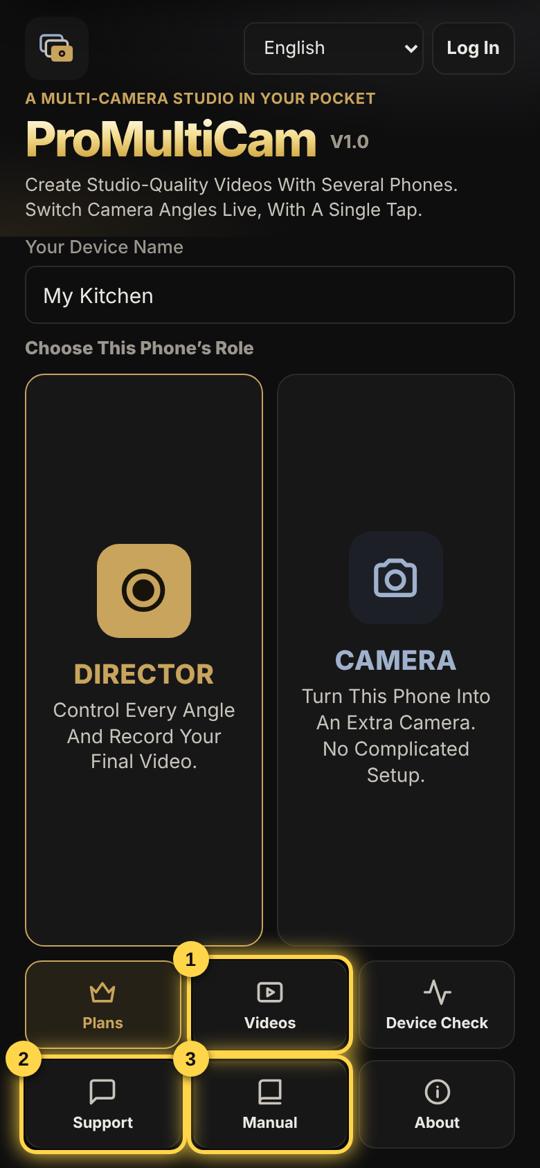 English
Log In
A MULTI-CAMERA STUDIO IN YOUR POCKET
ProMultiCam V1.0
Create Studio-Quality Videos With Several Phones.
Switch Camera Angles Live, With A Single Tap.
Your Device Name
My Kitchen
Choose This Phone’s Role
DIRECTOR
Control Every Angle
And Record Your
Final Video.
CAMERA
Turn This Phone Into
An Extra Camera.
No Complicated
Setup.
1
Plans
Videos
Device Check
2
3
Support
Manual
About